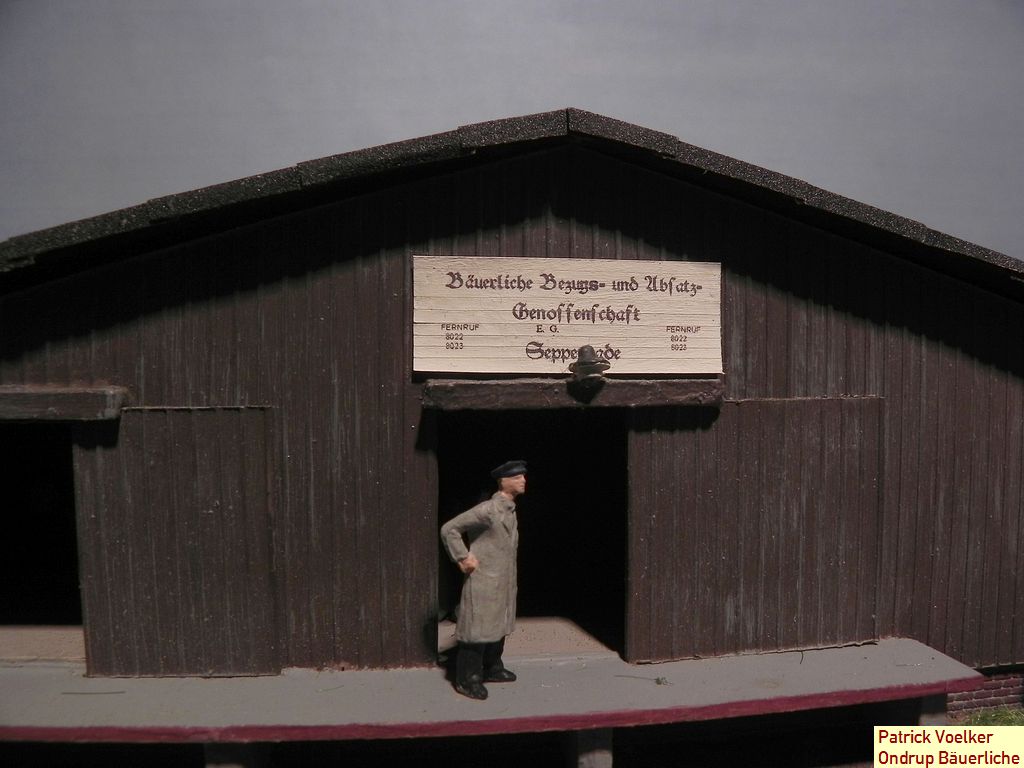 Bäuerliche Bezugs- und Absatz-
Genossenschaft
E. G.
FERNRUF
8022
8023
FERNRUF
8022
8023
Patrick Voelker
Ondrup Bäuerliche